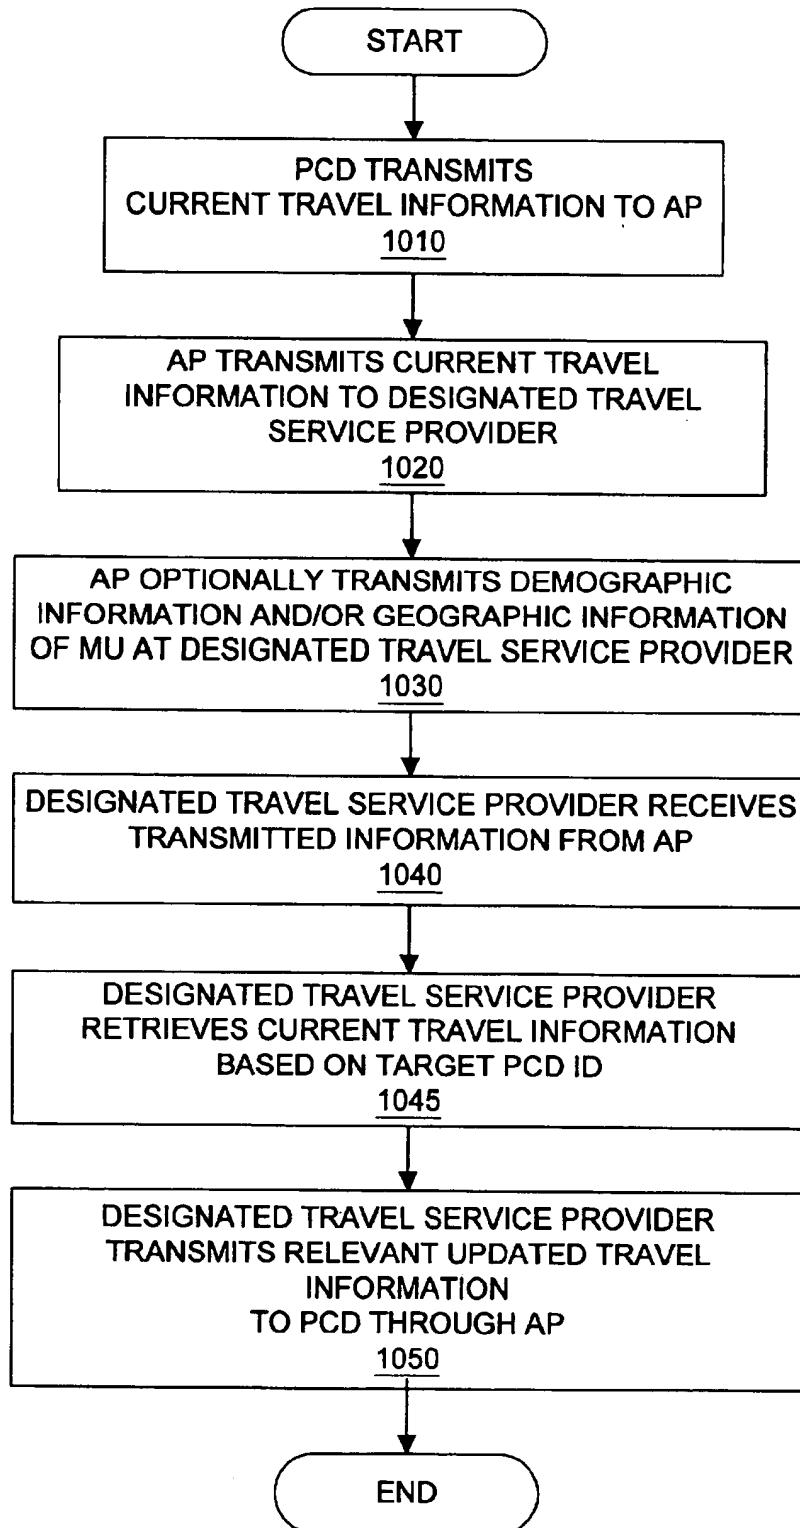 START
PCD TRANSMITS
CURRENT TRAVEL INFORMATION TO AP
1010
AP TRANSMITS CURRENT TRAVEL
INFORMATION TO DESIGNATED TRAVEL
SERVICE PROVIDER
1020
AP OPTIONALLY TRANSMITS DEMOGRAPHIC
INFORMATION AND/OR GEOGRAPHIC INFORMATION
OF MU AT DESIGNATED TRAVEL SERVICE PROVIDER
1030
DESIGNATED TRAVEL SERVICE PROVIDER RECEIVES
TRANSMITTED INFORMATION FROM AP
1040
DESIGNATED TRAVEL SERVICE PROVIDER
RETRIEVES CURRENT TRAVEL INFORMATION
BASED ON TARGET PCD ID
1045
DESIGNATED TRAVEL SERVICE PROVIDER
TRANSMITS RELEVANT UPDATED TRAVEL
INFORMATION
TO PCD THROUGH AP
1050
END